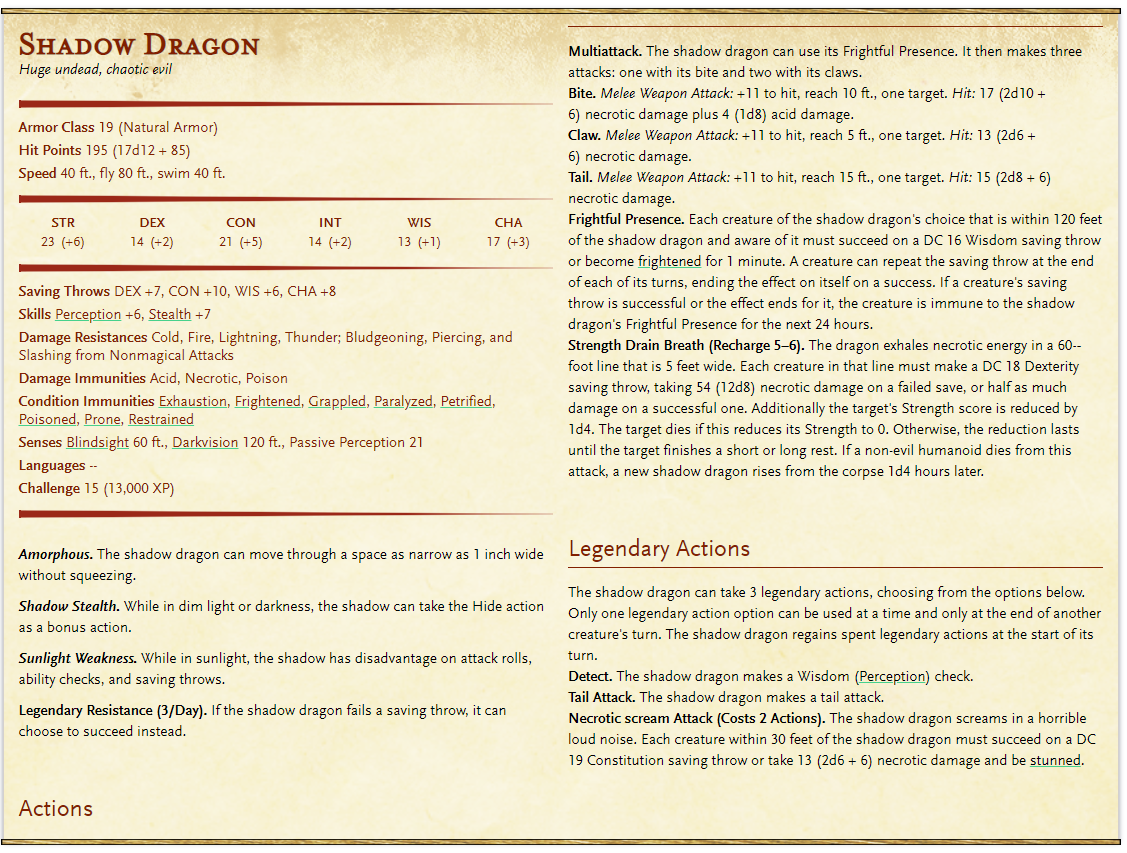 Shadow Dragon
Huge undead, chaotic evil
Armor Class 19 (Natural Armor)
Hit Points 195 (17d12 + 85)
Speed 40 ft., fly 80 ft., swim 40 ft.
STR DEX CON INT WIS CHA
23 (+6) 14 (+2) 21 (+5) 14 (+2) 13 (+1) 17 (+3)
Saving Throws DEX +7, CON +10, WIS +6, CHA +8
Skills Perception +6, Stealth +7
Damage Resistances Cold, Fire, Lightning, Thunder; Bludgeoning, Piercing, and
Slashing from Nonmagical Attacks
Damage Immunities Acid, Necrotic, Poison
Condition Immunities Exhaustion, Frightened, Grappled, Paralyzed, Petrified,
Poisoned, Prone, Restrained
Senses Blindsight 60 ft., Darkvision 120 ft., Passive Perception 21
Languages --
Challenge 15 (13,000 XP)
Amorphous. The shadow dragon can move through a space as narrow as 1 inch wide
without squeezing.
Shadow Stealth. While in dim light or darkness, the shadow can take the Hide action
as a bonus action.
Sunlight Weakness. While in sunlight, the shadow has disadvantage on attack rolls,
ability checks, and saving throws.
Legendary Resistance (3/Day). If the shadow dragon fails a saving throw, it can
choose to succeed instead.
Actions
Multiattack. The shadow dragon can use its Frightful Presence. It then makes three
attacks: one with its bite and two with its claws.
Bite. Melee Weapon Attack: +11 to hit, reach 10 ft., one target. Hit: 17 (2d10 +
6) necrotic damage plus 4 (1d8) acid damage.
Claw. Melee Weapon Attack: +11 to hit, reach 5 ft., one target. Hit: 13 (2d6 +
6) necrotic damage.
Tail. Melee Weapon Attack: +11 to hit, reach 15 ft., one target. Hit: 15 (2d8 + 6)
necrotic damage.
Frightful Presence. Each creature of the shadow dragon's choice that is within 120 feet
of the shadow dragon and aware of it must succeed on a DC 16 Wisdom saving throw
or become frightened for 1 minute. A creature can repeat the saving throw at the end
of each of its turns, ending the effect on itself on a success. If a creature's saving
throw is successful or the effect ends for it, the creature is immune to the shadow
dragon's Frightful Presence for the next 24 hours.
Strength Drain Breath (Recharge 5–6). The dragon exhales necrotic energy in a 60--
foot line that is 5 feet wide. Each creature in that line must make a DC 18 Dexterity
saving throw, taking 54 (12d8) necrotic damage on a failed save, or half as much
damage on a successful one. Additionally the target's Strength score is reduced by
1d4. The target dies if this reduces its Strength to 0. Otherwise, the reduction lasts
until the target finishes a short or long rest. If a non-evil humanoid dies from this
attack, a new shadow dragon rises from the corpse 1d4 hours later.
Legendary Actions
The shadow dragon can take 3 legendary actions, choosing from the options below.
Only one legendary action option can be used at a time and only at the end of another
creature's turn. The shadow dragon regains spent legendary actions at the start of its
turn.
Detect. The shadow dragon makes a Wisdom (Perception) check.
Tail Attack. The shadow dragon makes a tail attack.
Necrotic scream Attack (Costs 2 Actions). The shadow dragon screams in a horrible
loud noise. Each creature within 30 feet of the shadow dragon must succeed on a DC
19 Constitution saving throw or take 13 (2d6 + 6) necrotic damage and be stunned.